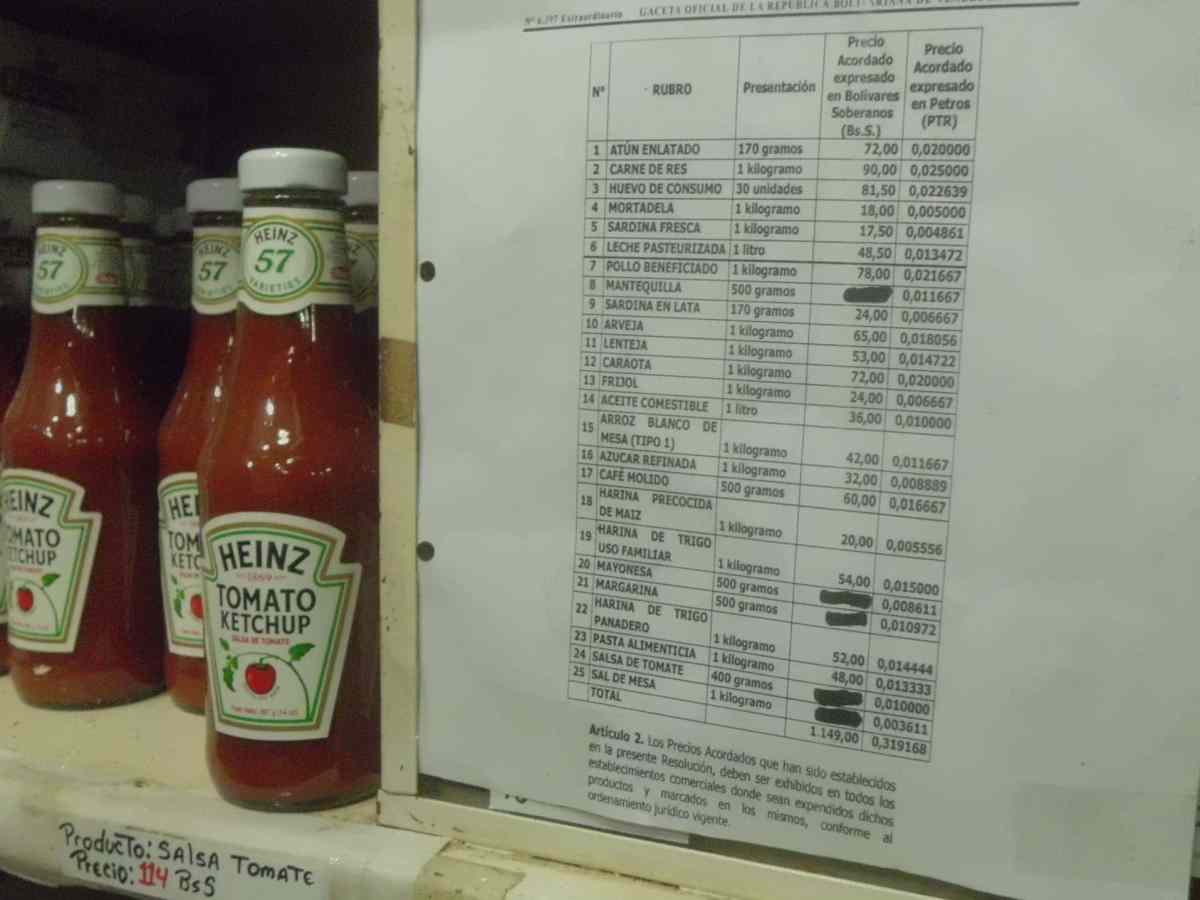 Nº 6.397 Extraordinario GACETA OFICIAL DE LA REPÚBLICA BOLIVARIANA DE
Nº RUBRO Presentación Precio Acordado expresado en Bolívares Soberanos (Bs.S.) Precio Acordado expresado en Petros (PTR)
1 ATÚN ENLATADO 170 gramos 72,00 0,020000
2 CARNE DE RES 1 kilogramo 90,00 0,025000
3 HUEVO DE CONSUMO 30 unidades 81,50 0,022639
4 MORTADELA 1 kilogramo 18,00 0,005000
5 SARDINA FRESCA 1 kilogramo 17,50 0,004861
6 LECHE PASTEURIZADA 1 litro 48,50 0,013472
7 POLLO BENEFICIADO 1 kilogramo 78,00 0,021667
8 MANTEQUILLA 500 gramos 0,011667
9 SARDINA EN LATA 170 gramos 24,00 0,006667
10 ARVEJA 1 kilogramo 65,00 0,018056
11 LENTEJA 1 kilogramo 53,00 0,014722
12 CARAOTA 1 kilogramo 72,00 0,020000
13 FRIJOL 1 kilogramo 24,00 0,006667
14 ACEITE COMESTIBLE 1 litro 36,00 0,010000
15 ARROZ BLANCO DE MESA (TIPO 1) 1 kilogramo 42,00 0,011667
16 AZUCAR REFINADA 1 kilogramo 32,00 0,008889
17 CAFÉ MOLIDO 500 gramos 60,00 0,016667
18 HARINA PRECOCIDA DE MAIZ 1 kilogramo 20,00 0,005556
19 HARINA DE TRIGO USO FAMILIAR 1 kilogramo 54,00 0,015000
20 MAYONESA 500 gramos 0,008611
21 MARGARINA 500 gramos 0,010972
22 HARINA DE TRIGO PANADERO 1 kilogramo 52,00 0,014444
23 PASTA ALIMENTICIA 1 kilogramo 48,00 0,013333
24 SALSA DE TOMATE 400 gramos 0,010000
25 SAL DE MESA 1 kilogramo 0,003611
TOTAL 1.149,00 0,319168
Artículo 2. Los Precios Acordados que han sido establecidos
en la presente Resolución, deben ser exhibidos en todos los
establecimientos comerciales donde sean expendidos dichos
productos y marcados en los mismos, conforme al
ordenamiento jurídico vigente.
HEINZ
57
VARIETIES
HEINZ
1869
TOMATO
KETCHUP
SALSA DE TOMATE
HEINZ
57
HEINZ
TOMATO
KETCHUP
57
HEI
TOM
KETC
Producto: SALSA TOMATE
Precio: 114 BsS